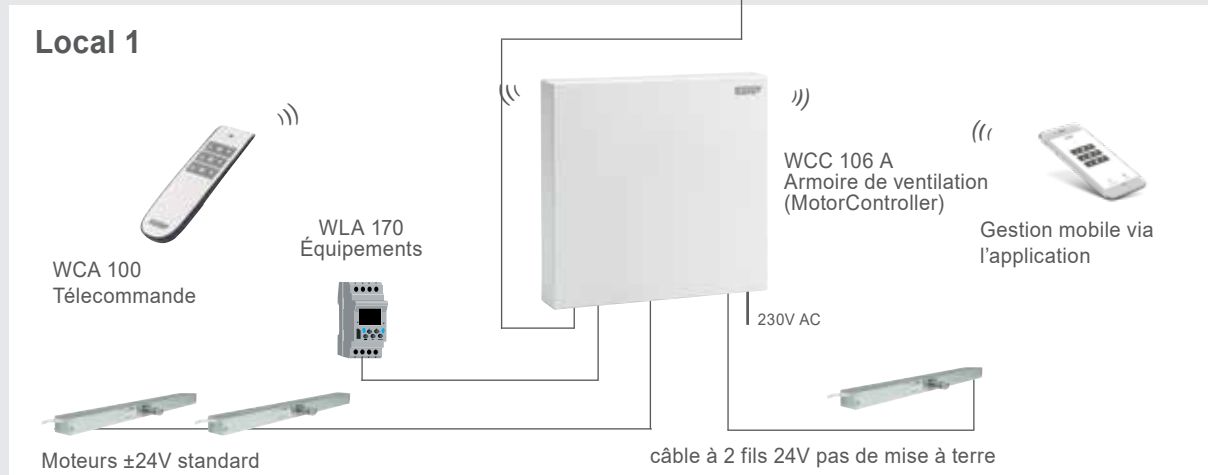 Local 1
WCC 106 A
Armoire de ventilation
(MotorController)
WLA 170
Équipements
Gestion mobile via
l'application
WCA 100
Télecommande
230V AC
Moteurs ±24V standard
câble à 2 fils 24V pas de mise à terre